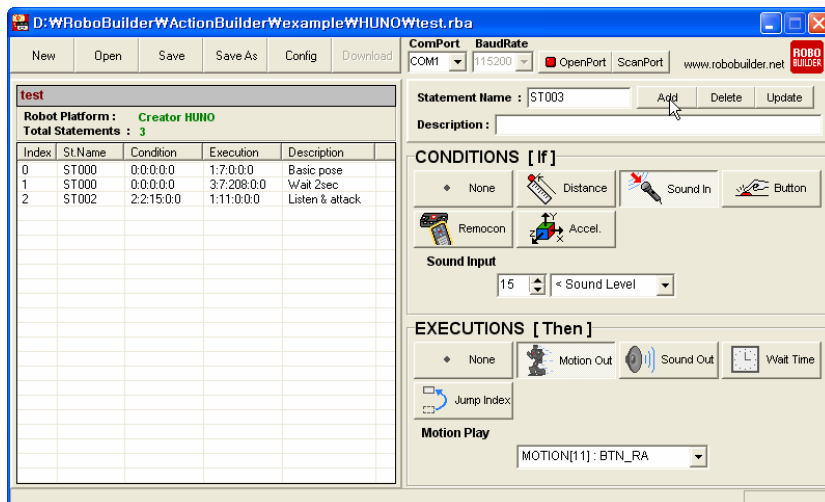 D:₩RoboBuilder₩ActionBuilder₩example₩HUNO₩test.rba
New Open Save Save As Config Download
ComPort BaudRate
COM1 115200 OpenPort ScanPort www.robobuilder.net ROBO BUILDER
test
Robot Platform : Creator HUNO
Total Statements : 3
Index St.Name Condition Execution Description
0 ST000 0:0:0:0:0 1:7:0:0:0 Basic pose
1 ST000 0:0:0:0:0 3:7:208:0:0 Wait 2sec
2 ST002 2:2:15:0:0 1:11:0:0:0 Listen & attack
Statement Name : ST003 Add Delete Update
Description :
CONDITIONS [ If ]
None Distance Sound In Button
Remocon Z Y X Accel.
Sound Input
15 < Sound Level
EXECUTIONS [ Then ]
None Motion Out Sound Out Wait Time
Jump Index
Motion Play
MOTION[11] : BTN_RA